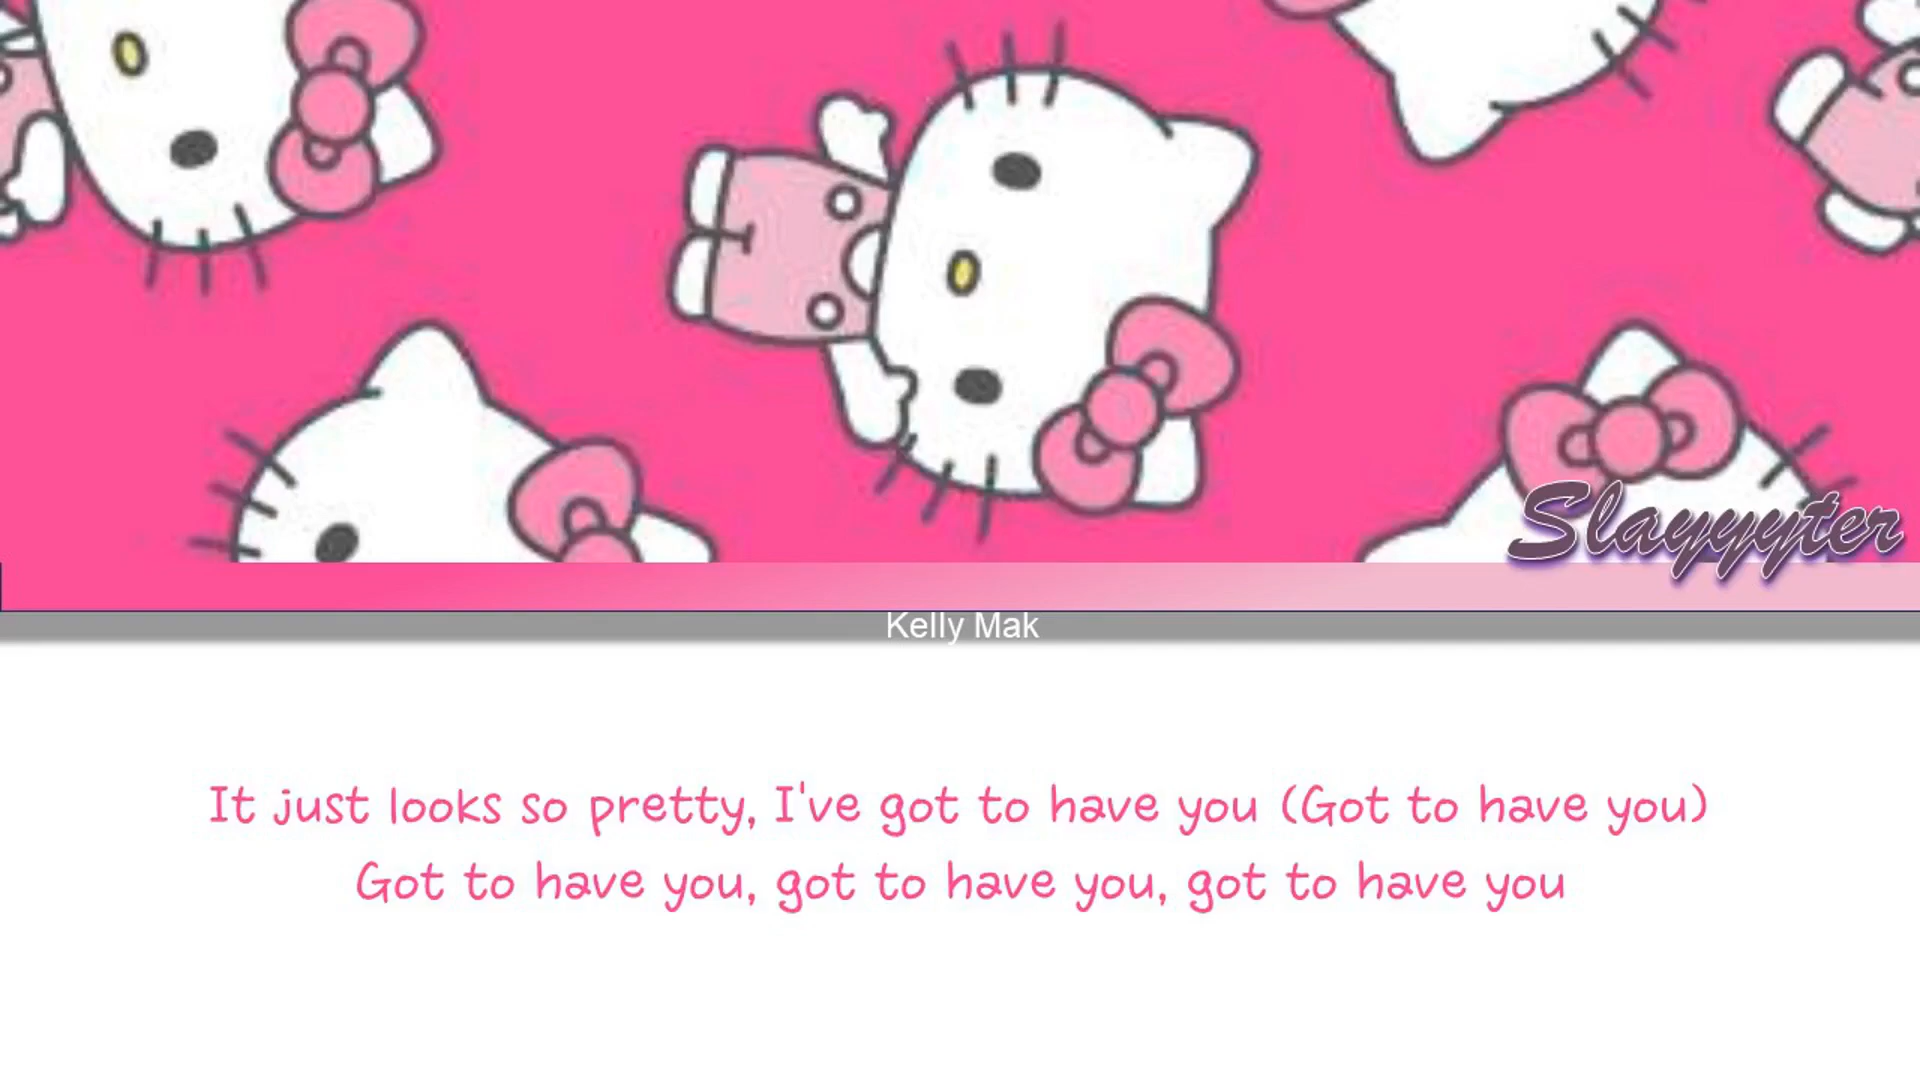 Slayyyter
Kelly Mak
It just looks so pretty, I've got to have you (Got to have you)
Got to have you, got to have you, got to have you